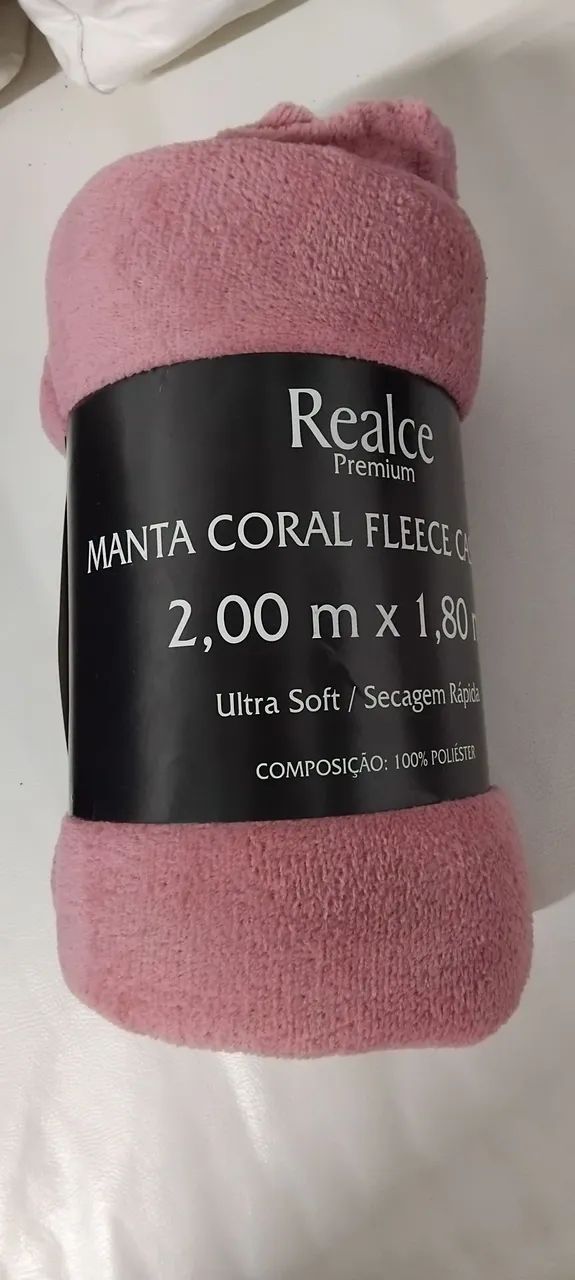 Realce
Premium
MANTA CORAL FLEECE
2,00 m x 1,80
Ultra Soft / Secagem Rápida
COMPOSIÇÃO: 100% POLIÉSTER